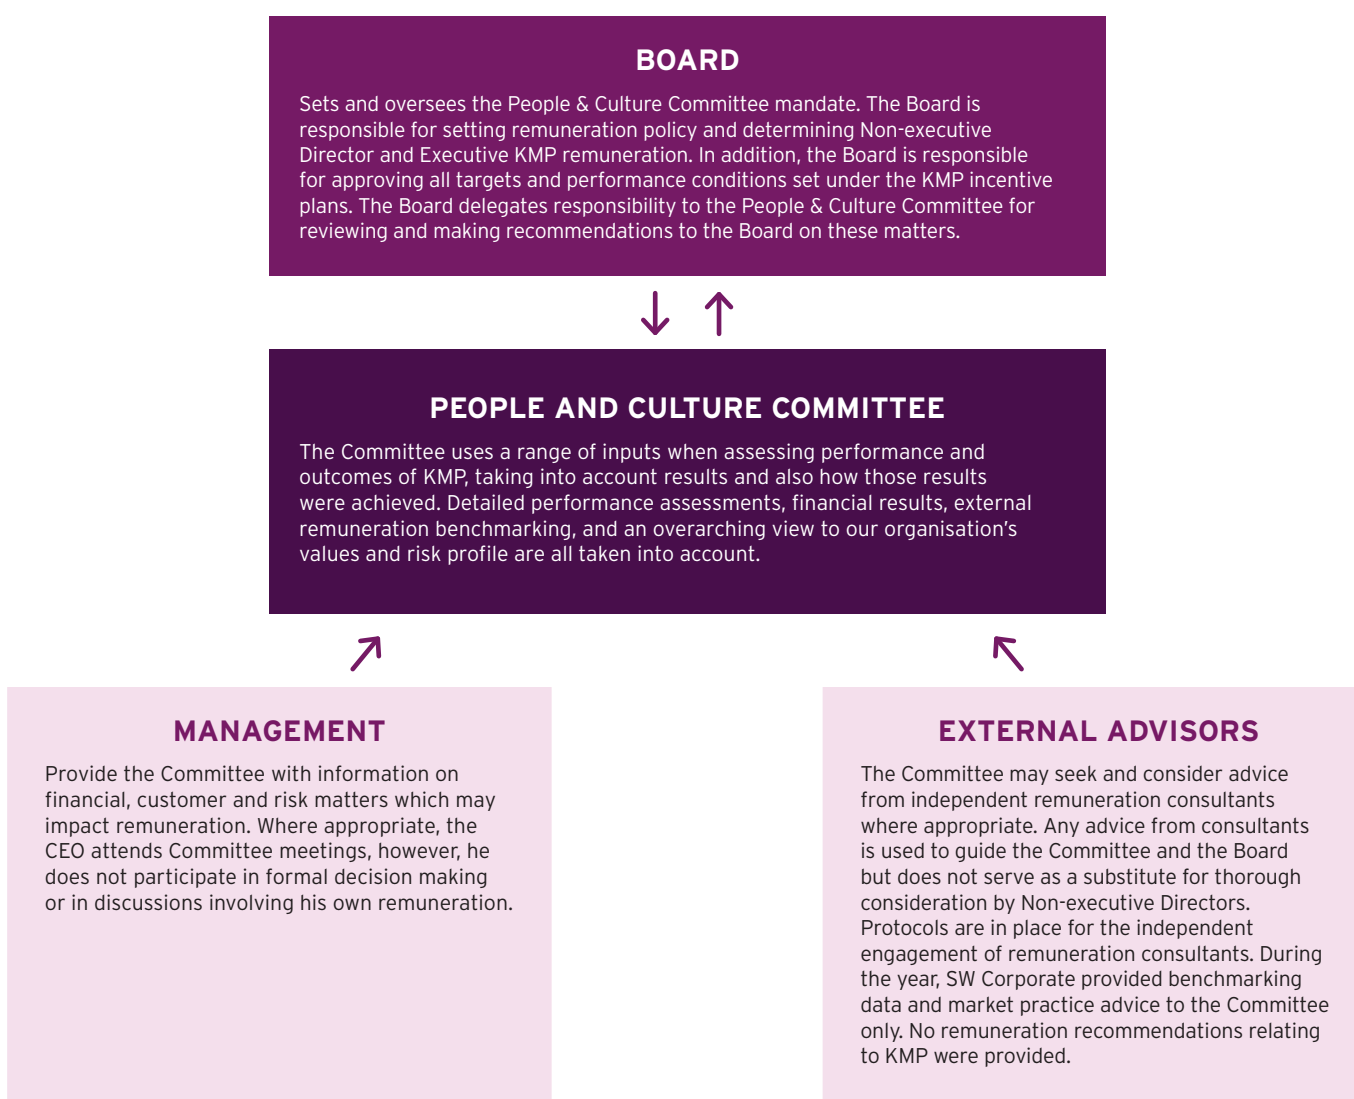 BOARD
Sets and oversees the People & Culture Committee mandate. The Board is
responsible for setting remuneration policy and determining Non-executive
Director and Executive KMP remuneration. In addition, the Board is responsible
for approving all targets and performance conditions set under the KMP incentive
plans. The Board delegates responsibility to the People & Culture Committee for
reviewing and making recommendations to the Board on these matters.
PEOPLE AND CULTURE COMMITTEE
The Committee uses a range of inputs when assessing performance and
outcomes of KMP, taking into account results and also how those results
were achieved. Detailed performance assessments, financial results, external
remuneration benchmarking, and an overarching view to our organisation's
values and risk profile are all taken into account.
MANAGEMENT
Provide the Committee with information on
financial, customer and risk matters which may
impact remuneration. Where appropriate, the
CEO attends Committee meetings, however, he
does not participate in formal decision making
or in discussions involving his own remuneration.
EXTERNAL ADVISORS
The Committee may seek and consider advice
from independent remuneration consultants
where appropriate. Any advice from consultants
is used to guide the Committee and the Board
but does not serve as a substitute for thorough
consideration by Non-executive Directors.
Protocols are in place for the independent
engagement of remuneration consultants. During
the year, SW Corporate provided benchmarking
data and market practice advice to the Committee
only. No remuneration recommendations relating
to KMP were provided.